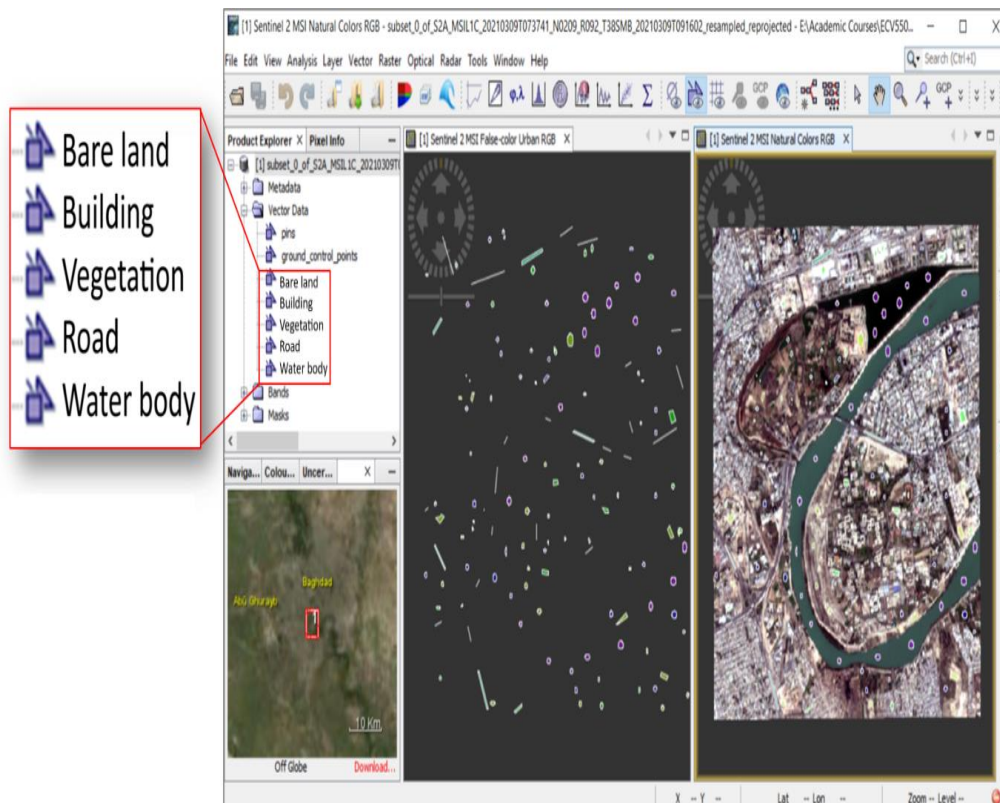 Bare land
Building
Vegetation
Road
Water body
[1] Sentinel 2 MSI Natural Colors RGB - subset_0_of_S2A_MSIL1C_20210309T073741_N0209_R092_T38SMB_20210309T091602_resampled_reprojected - E:\Academic Courses\ECV550...
File Edit View Analysis Layer Vector Raster Optical Radar Tools Window Help
Search (Ctrl+I)
GCP
GCP
Product Explorer X Pixel Info
[1] Sentinel 2 MSI False-color Urban RGB X
[1] Sentinel 2 MSI Natural Colors RGB X
[1] subset_0_of_S2A_MSIL1C_20210309T
Metadata
Vector Data
pins
ground_control_points
Bare land
Building
Vegetation
Road
Water body
Bands
Masks
Naviga... Colou... Uncer... X
Baghdad
Abū Ghurayb
10 Km
Off Globe Download...
X -- Y -- Lat -- Lon -- Zoom -- Level --